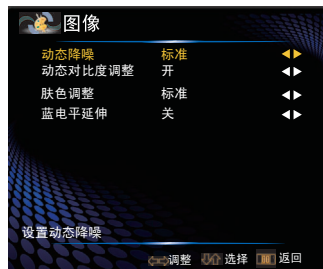 图像
动态降噪 标准
动态对比度调整 开
肤色调整 标准
蓝电平延伸 关
设置动态降噪
调整 选择 返回